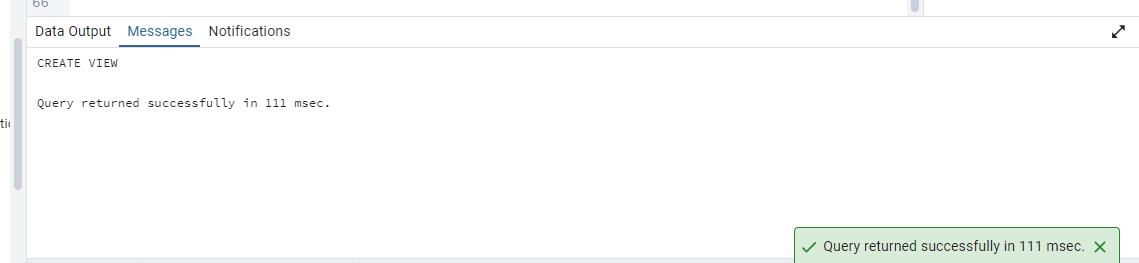 66
Data Output Messages Notifications
CREATE VIEW
Query returned successfully in 111 msec.
Query returned successfully in 111 msec.